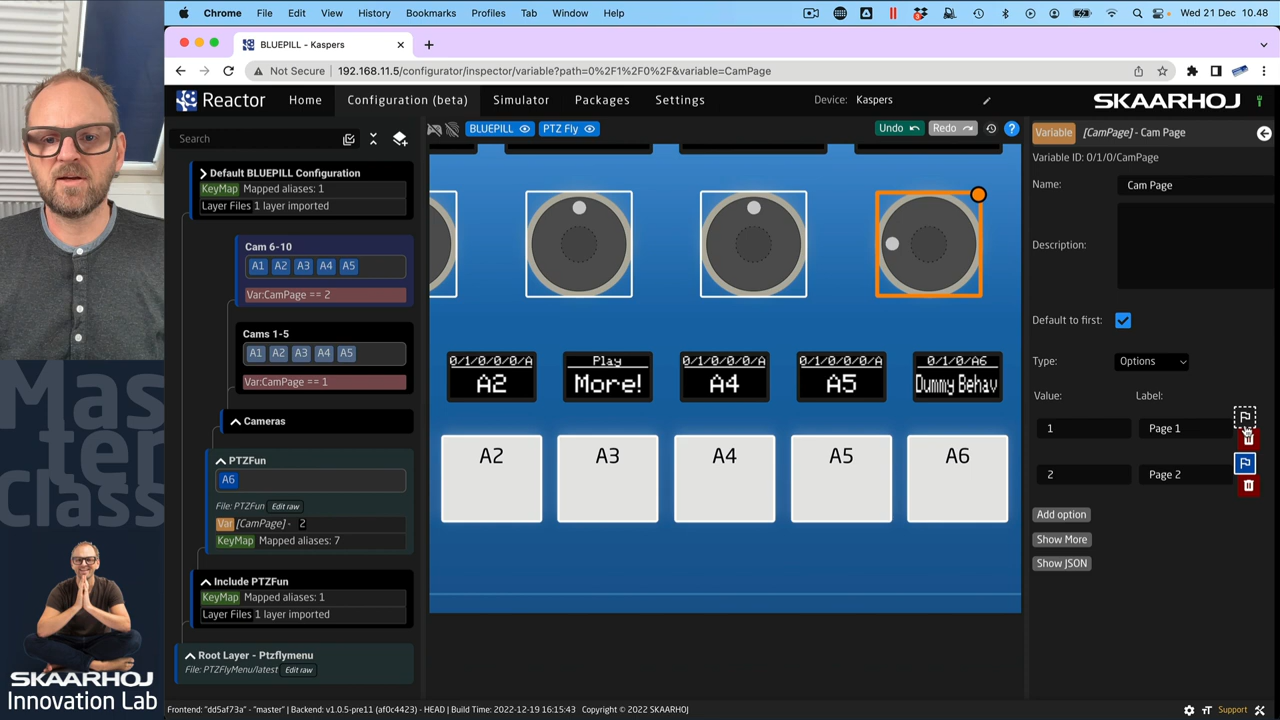 Chrome File Edit View History Bookmarks Profiles Tab Window Help Wed 21 Dec 10.48
BLUEPILL - Kaspers
Not Secure 192.168.11.5/configurator/inspector/variable?path=0%2F1%2F0%2F&variable=CamPage
Reactor Home Configuration (beta) Simulator Packages Settings Device: Kaspers SKAARHOJ
Search
BLUEPILL PTZ Fly Undo Redo ?
Default BLUEPILL Configuration
KeyMap Mapped aliases: 1
Layer Files 1 layer imported
Cam 6-10
A1 A2 A3 A4 A5
Var:CamPage == 2
Cams 1-5
A1 A2 A3 A4 A5
Var:CamPage == 1
Cameras
PTZFun
A6
File: PTZFun Edit raw
Var [CamPage] - 2
KeyMap Mapped aliases: 7
Include PTZFun
KeyMap Mapped aliases: 1
Layer Files 1 layer imported
Root Layer - Ptzflymenu
File: PTZFlyMenu/latest Edit raw
0/1/0/0/0/A Play 0/1/0/0/0/A 0/1/0/0/0/A 0/1/0/A6
A2 More! A4 A5 Dummy Behav
A2 A3 A4 A5 A6
Variable [CamPage] - Cam Page
Variable ID: 0/1/0/CamPage
Name: Cam Page
Description:
Default to first:
Type: Options
Value: Label:
1 Page 1
2 Page 2
Add option
Show More
Show JSON
Master
Class
SKAARHOJ
Innovation Lab
Frontend: "dd5af73a" - "master" | Backend: v1.0.5-pre11 (af0c4423) - HEAD | Build Time: 2022-12-19 16:15:43 Copyright © 2022 SKAARHOJ Support